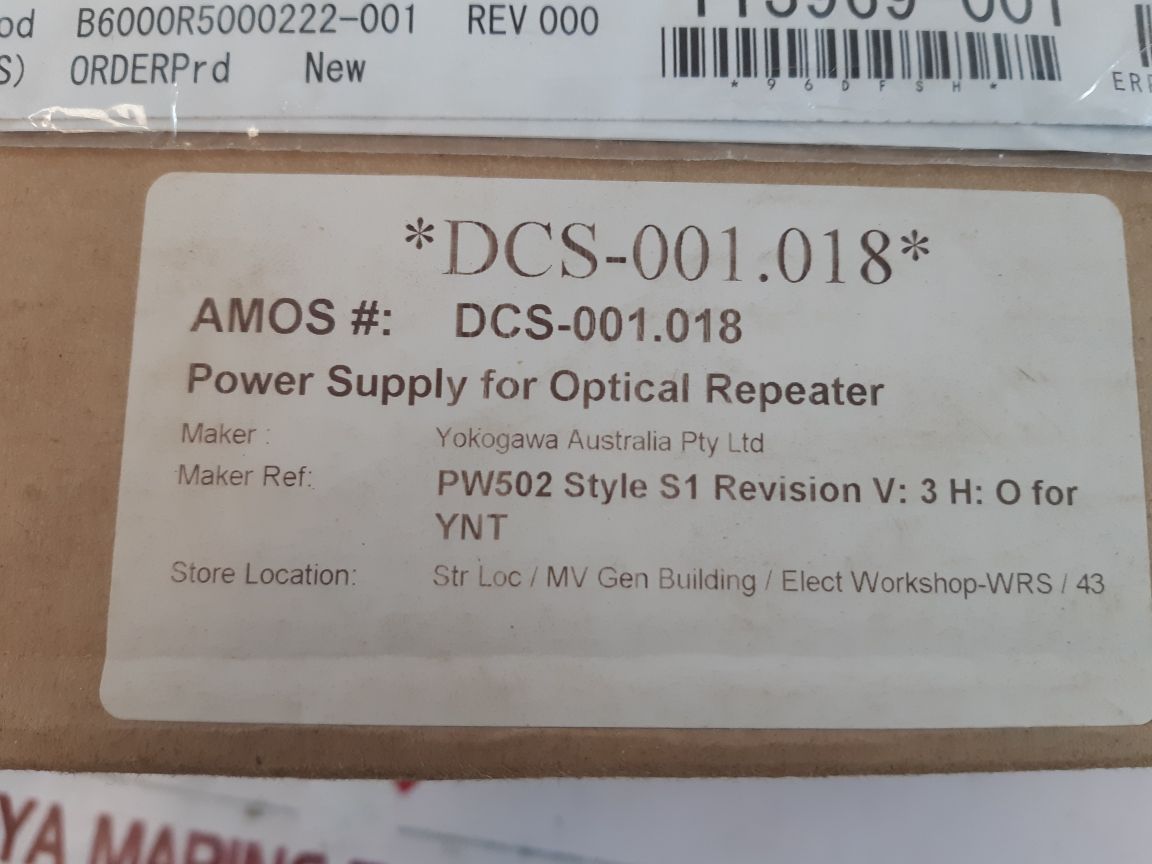 B6000R5000222-001 REV 000
ORDERPrd New
*96DFSH*
*DCS-001.018*
AMOS #: DCS-001.018
Power Supply for Optical Repeater
Maker : Yokogawa Australia Pty Ltd
Maker Ref: PW502 Style S1 Revision V: 3 H: O for
YNT
Store Location: Str Loc / MV Gen Building / Elect Workshop-WRS / 43